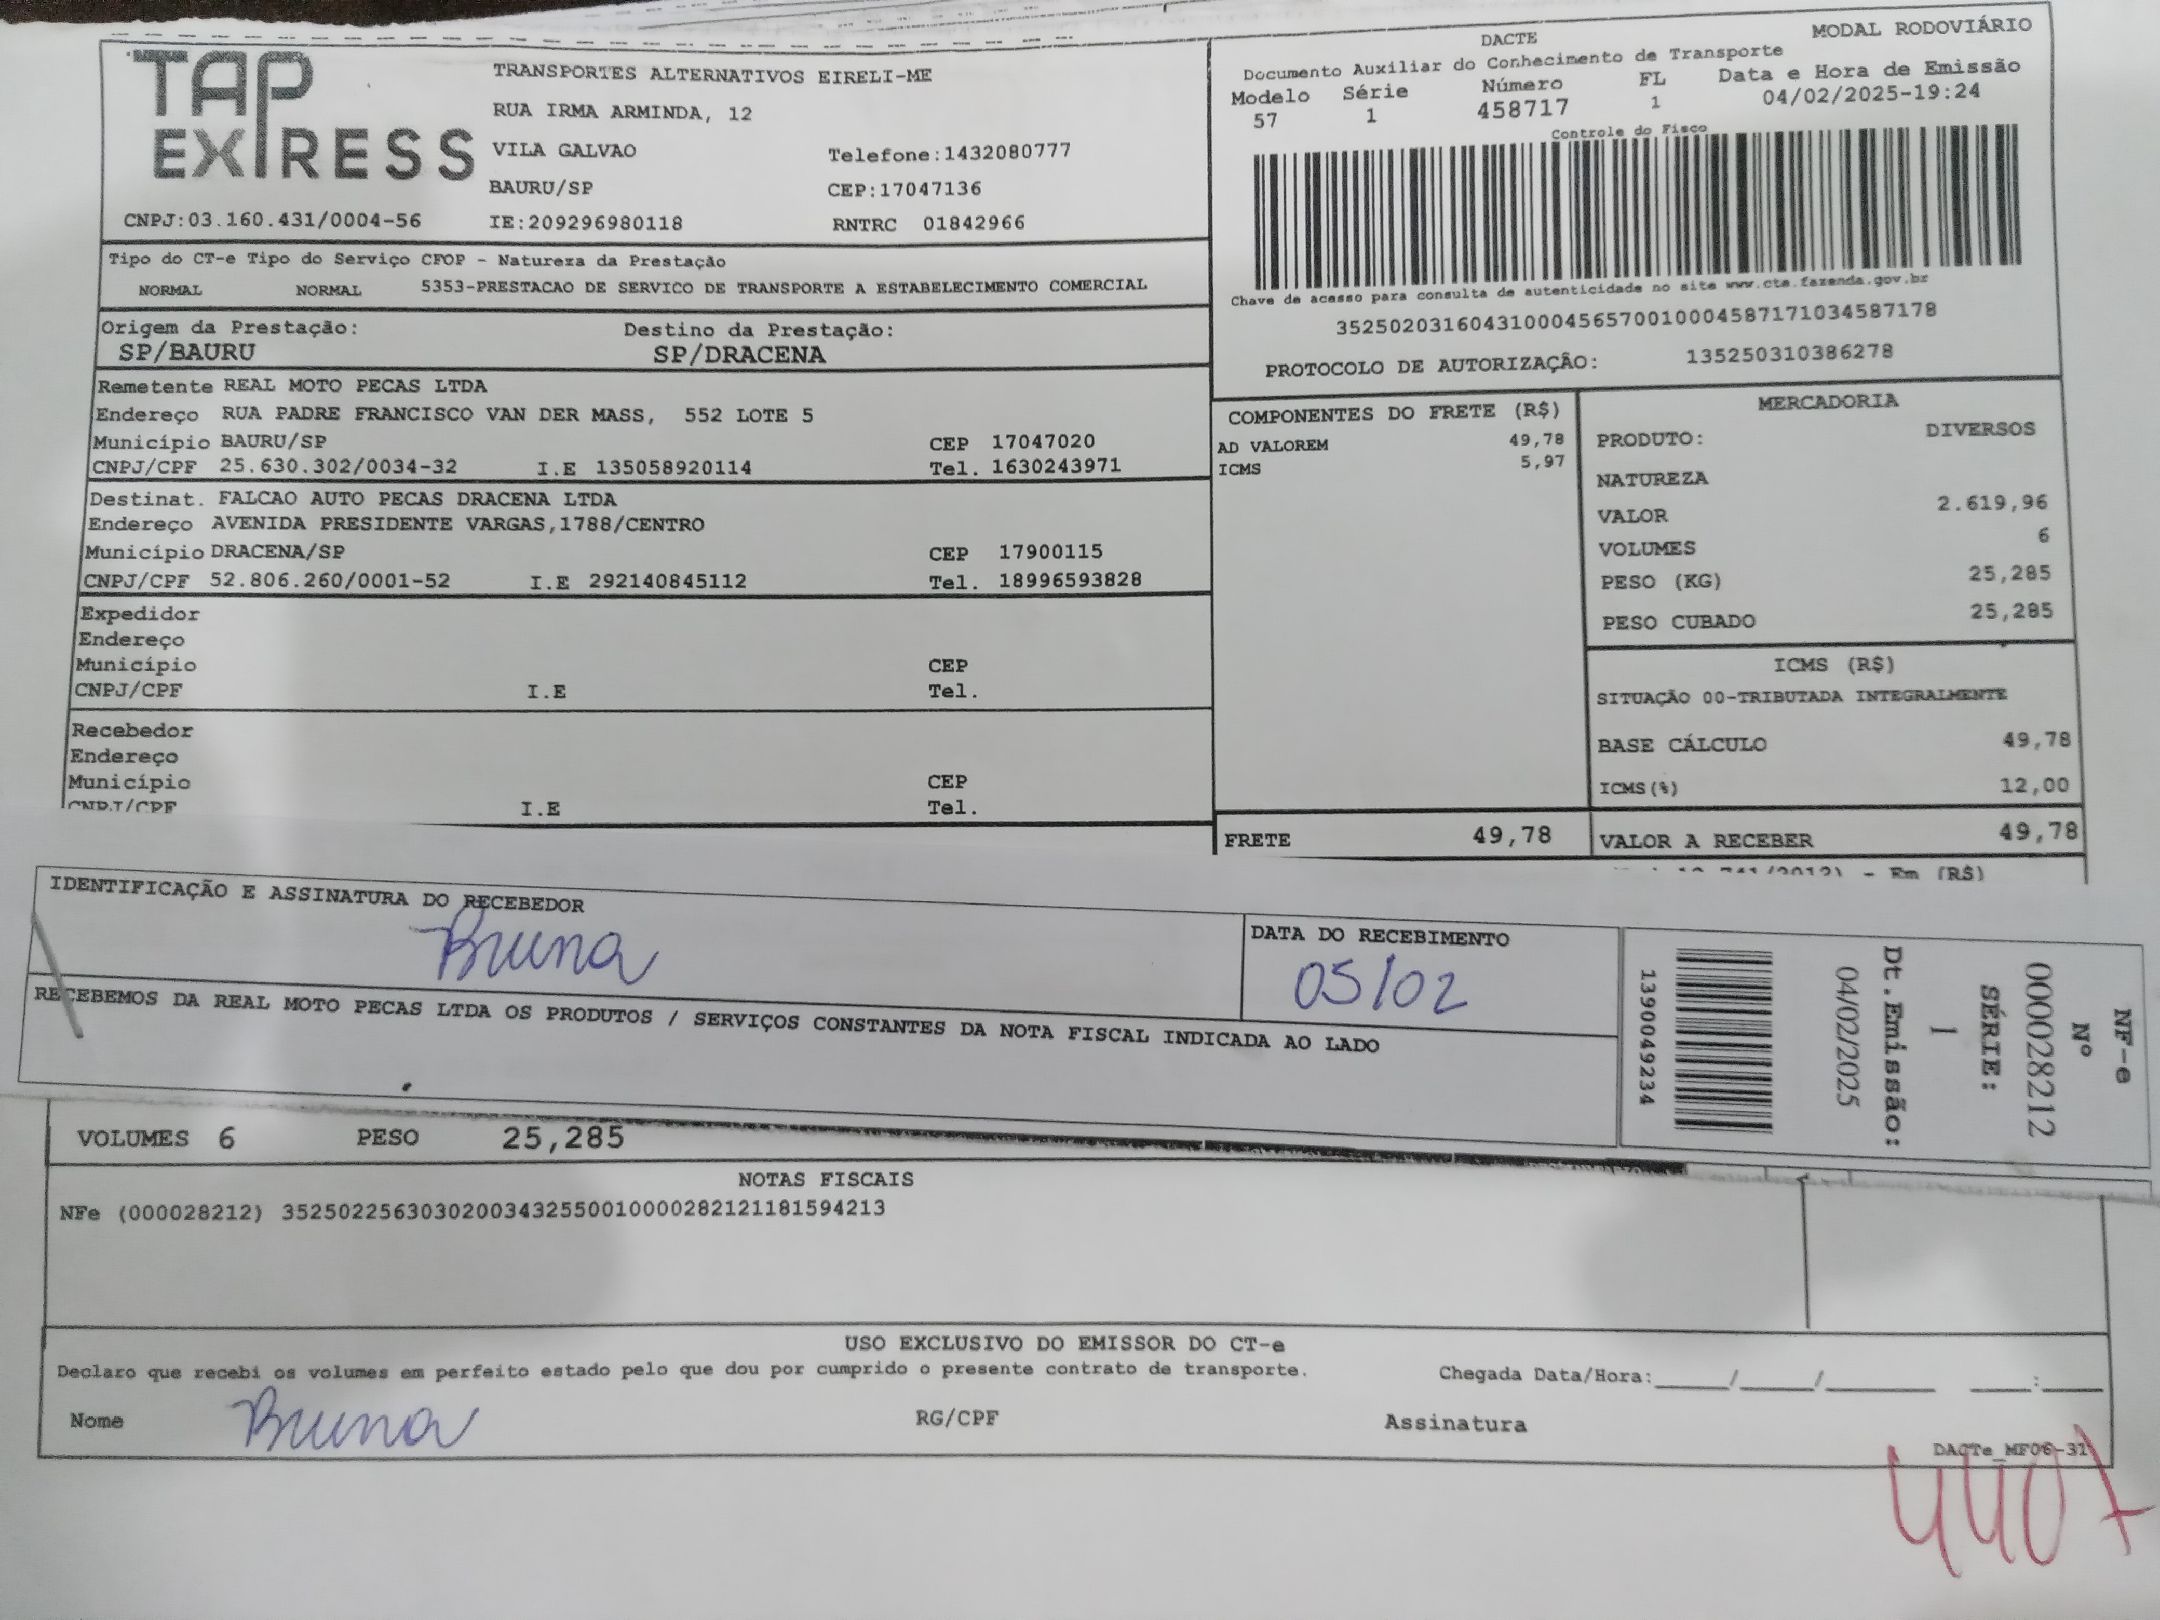 TAP EXPRESS
TRANSPORTES ALTERNATIVOS EIRELI-ME
RUA IRMA ARMINDA, 12
VILA GALVAO Telefone:1432080777
BAURU/SP CEP:17047136
CNPJ:03.160.431/0004-56 IE:209296980118 RNTRC 01842966
DACTE MODAL RODOVIÁRIO
Documento Auxiliar do Conhecimento de Transporte
Modelo Série Número FL Data e Hora de Emissão
57 1 458717 1 04/02/2025-19:24
Controle do Fisco
Chave de acesso para consulta de autenticidade no site www.cte.fazenda.gov.br
35250203160431000456570010004587171034587178
PROTOCOLO DE AUTORIZAÇÃO: 135250310386278
Tipo do CT-e Tipo do Serviço CFOP - Natureza da Prestação
NORMAL NORMAL 5353-PRESTACAO DE SERVICO DE TRANSPORTE A ESTABELECIMENTO COMERCIAL
Origem da Prestação: Destino da Prestação:
SP/BAURU SP/DRACENA
Remetente REAL MOTO PECAS LTDA
Endereço RUA PADRE FRANCISCO VAN DER MASS, 552 LOTE 5
Município BAURU/SP CEP 17047020
CNPJ/CPF 25.630.302/0034-32 I.E 135058920114 Tel. 1630243971
Destinat. FALCAO AUTO PECAS DRACENA LTDA
Endereço AVENIDA PRESIDENTE VARGAS,1788/CENTRO
Município DRACENA/SP CEP 17900115
CNPJ/CPF 52.806.260/0001-52 I.E 292140845112 Tel. 18996593828
Expedidor
Endereço
Município CEP
CNPJ/CPF I.E Tel.
Recebedor
Endereço
Município CEP
CNPJ/CPF I.E Tel.
COMPONENTES DO FRETE (R$)
AD VALOREM 49,78
ICMS 5,97
FRETE 49,78
MERCADORIA
PRODUTO: DIVERSOS
NATUREZA
VALOR 2.619,96
VOLUMES 6
PESO (KG) 25,285
PESO CUBADO 25,285
ICMS (R$)
SITUAÇÃO 00-TRIBUTADA INTEGRALMENTE
BASE CÁLCULO 49,78
ICMS(%) 12,00
VALOR A RECEBER 49,78
741/2012) - Em (R$)
IDENTIFICAÇÃO E ASSINATURA DO RECEBEDOR
Bruna
DATA DO RECEBIMENTO
05/02
RECEBEMOS DA REAL MOTO PECAS LTDA OS PRODUTOS / SERVIÇOS CONSTANTES DA NOTA FISCAL INDICADA AO LADO
NF-e
Nº
000028212
SÉRIE:
1
Dt.Emissão:
04/02/2025
13900049234
VOLUMES 6 PESO 25,285
NOTAS FISCAIS
NFe (000028212) 35250225630302003432550010000282121181594213
USO EXCLUSIVO DO EMISSOR DO CT-e
Declaro que recebi os volumes em perfeito estado pelo que dou por cumprido o presente contrato de transporte. Chegada Data/Hora:____/____/______ ____:____
Nome Bruna RG/CPF Assinatura
DACTe_MF06-31
4407